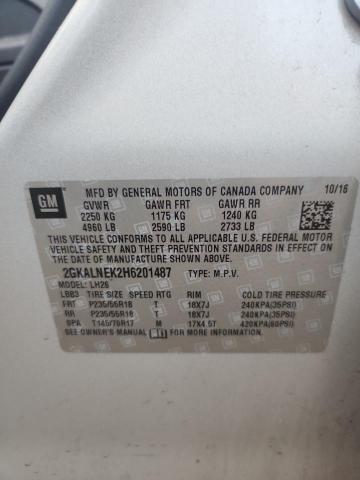 GM
MFD BY GENERAL MOTORS OF CANADA COMPANY 10/16
GVWR GAWR FRT GAWR RR
2250 KG 1175 KG 1240 KG
4960 LB 2590 LB 2733 LB
THIS VEHICLE CONFORMS TO ALL APPLICABLE U.S. FEDERAL MOTOR
VEHICLE SAFETY AND THEFT PREVENTION STANDARDS IN EFFECT ON
THE DATE OF MANUFACTURE SHOWN ABOVE.
2GKALNEK2H6201487 TYPE: M.P.V.
MODEL: LH26
LBB3 TIRE SIZE SPEED RTG RIM COLD TIRE PRESSURE
FRT P235/55R18 T 18X7J 240KPA(35PSI)
RR P235/55R18 T 18X7J 240KPA(35PSI)
SPA T145/70R17 M 17X4.5T 420KPA(60PSI)
SEE OWNER'S MANUAL FOR MORE INFORMATION